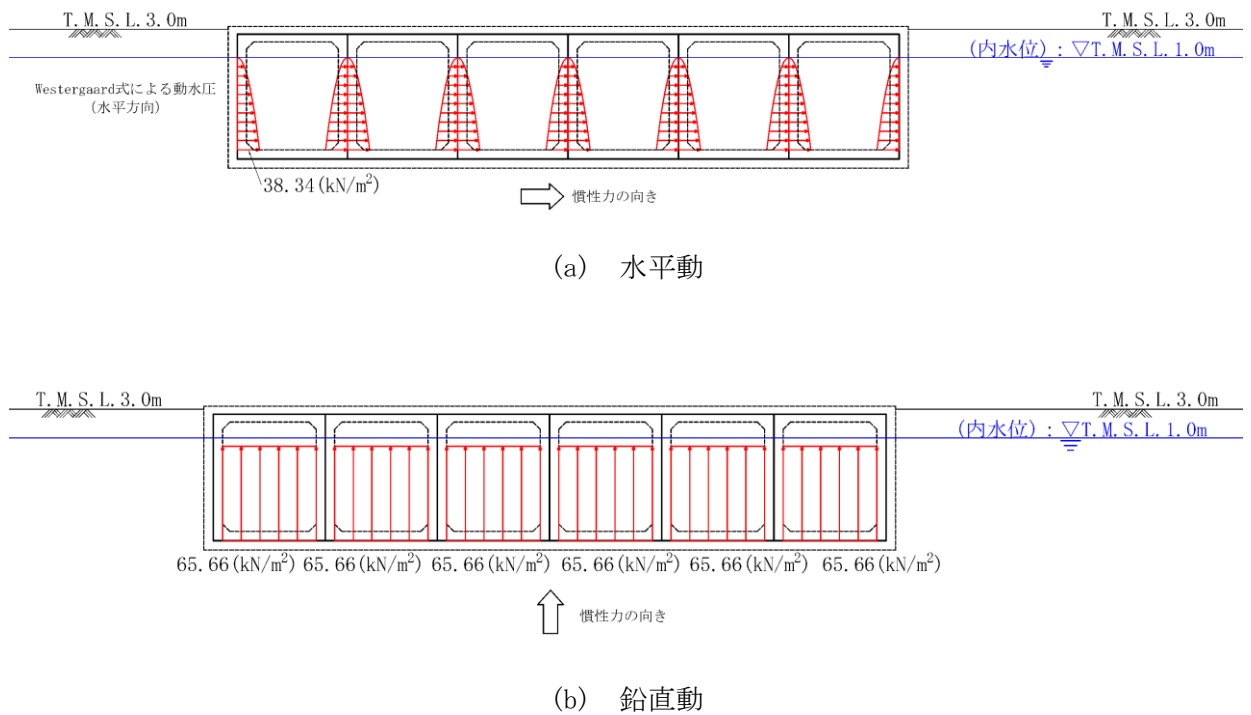 T.M.S.L.3.0m
T.M.S.L.3.0m
(内水位):▽T.M.S.L.1.0m
Westergaard式による動水圧
(水平方向)
38.34(kN/m²)
慣性力の向き
(a) 水平動
T.M.S.L.3.0m
T.M.S.L.3.0m
(内水位):▽T.M.S.L.1.0m
65.66(kN/m²) 65.66(kN/m²) 65.66(kN/m²) 65.66(kN/m²) 65.66(kN/m²) 65.66(kN/m²)
慣性力の向き
(b) 鉛直動